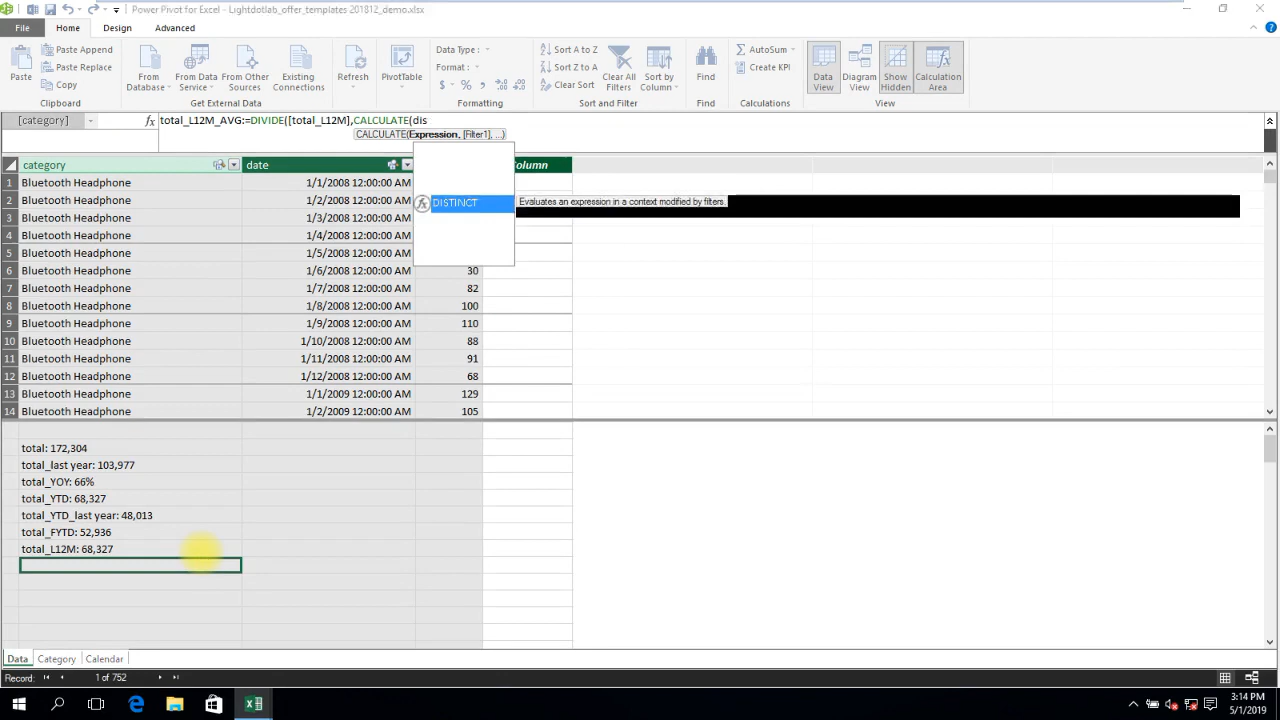 Power Pivot for Excel - Lightdotlab_offer_templates 201812_demo.xlsx
File Home Design Advanced
Paste
Paste Append
Paste Replace
Copy
Clipboard
From Database
From Data Service
From Other Sources
Existing Connections
Get External Data
Refresh
PivotTable
Data Type :
Format :
$ % , .0 .00 .00 .0
Formatting
Sort A to Z
Sort Z to A
Clear Sort
Clear All Filters
Sort by Column
Sort and Filter
Find
Find
AutoSum
Create KPI
Calculations
Data View
Diagram View
Show Hidden
Calculation Area
View
[category] fx total_L12M_AVG:=DIVIDE([total_L12M],CALCULATE(dis
CALCULATE(Expression, [Filter1], ...)
category date olumn
1 Bluetooth Headphone 1/1/2008 12:00:00 AM
2 Bluetooth Headphone 1/2/2008 12:00:00 AM
fx DISTINCT Evaluates an expression in a context modified by filters.
3 Bluetooth Headphone 1/3/2008 12:00:00 AM
4 Bluetooth Headphone 1/4/2008 12:00:00 AM
5 Bluetooth Headphone 1/5/2008 12:00:00 AM
6 Bluetooth Headphone 1/6/2008 12:00:00 AM 30
7 Bluetooth Headphone 1/7/2008 12:00:00 AM 82
8 Bluetooth Headphone 1/8/2008 12:00:00 AM 100
9 Bluetooth Headphone 1/9/2008 12:00:00 AM 110
10 Bluetooth Headphone 1/10/2008 12:00:00 AM 88
11 Bluetooth Headphone 1/11/2008 12:00:00 AM 91
12 Bluetooth Headphone 1/12/2008 12:00:00 AM 68
13 Bluetooth Headphone 1/1/2009 12:00:00 AM 129
14 Bluetooth Headphone 1/2/2009 12:00:00 AM 105
total: 172,304
total_last year: 103,977
total_YOY: 66%
total_YTD: 68,327
total_YTD_last year: 48,013
total_FYTD: 52,936
total_L12M: 68,327
Data Category Calendar
Record: 1 of 752
3:14 PM
5/1/2019